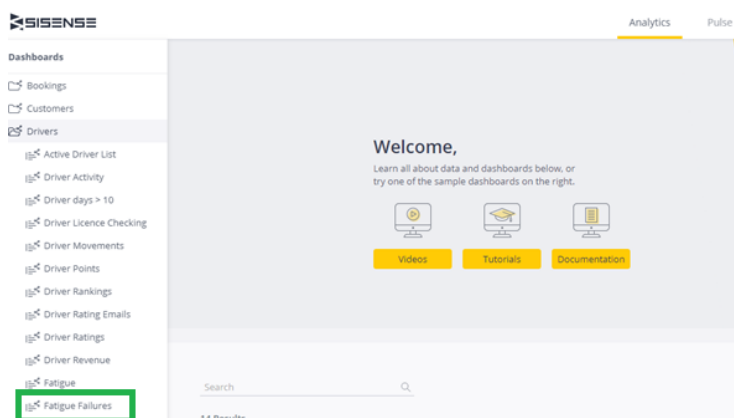 SISENSE
Analytics
Pulse
Dashboards
Bookings
Customers
Drivers
Active Driver List
Driver Activity
Driver days > 10
Driver Licence Checking
Driver Movements
Driver Points
Driver Rankings
Driver Rating Emails
Driver Ratings
Driver Revenue
Fatigue
Fatigue Failures
Welcome,
Learn all about data and dashboards below, or
try one of the sample dashboards on the right.
Videos
Tutorials
Documentation
Search
14 Results